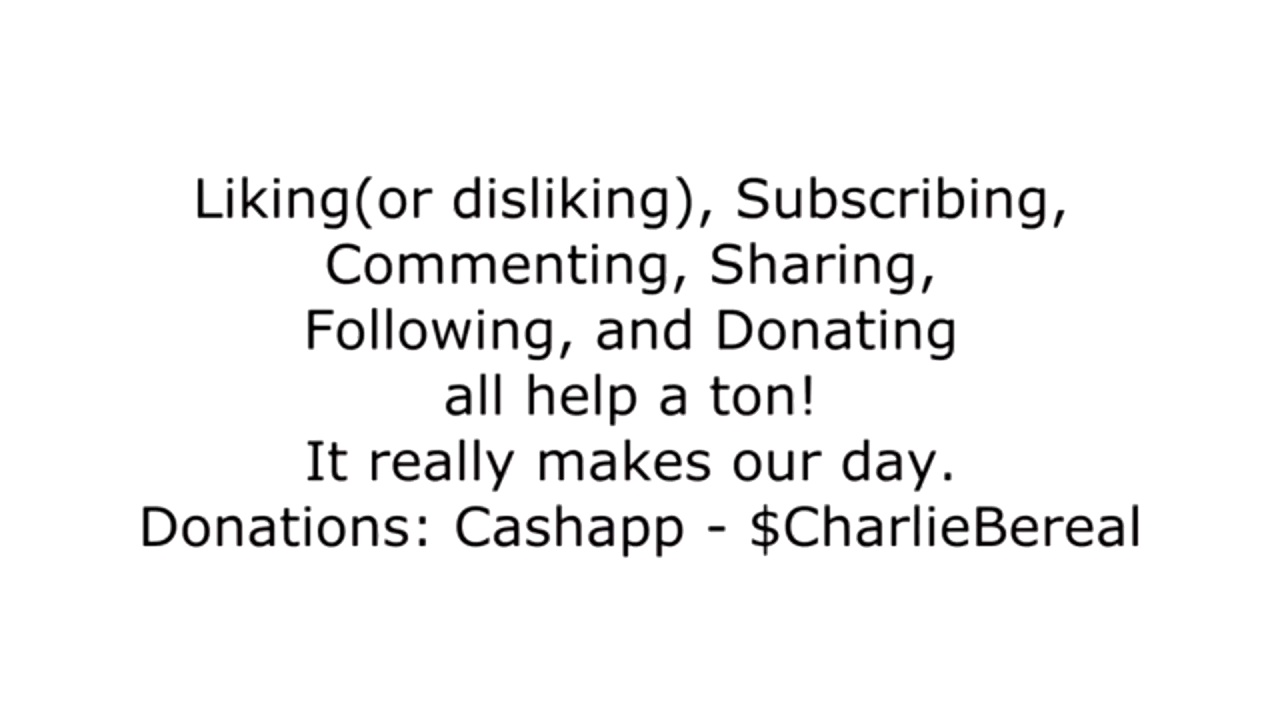 Liking(or disliking), Subscribing,
Commenting, Sharing,
Following, and Donating
all help a ton!
It really makes our day.
Donations: Cashapp - $CharlieBereal